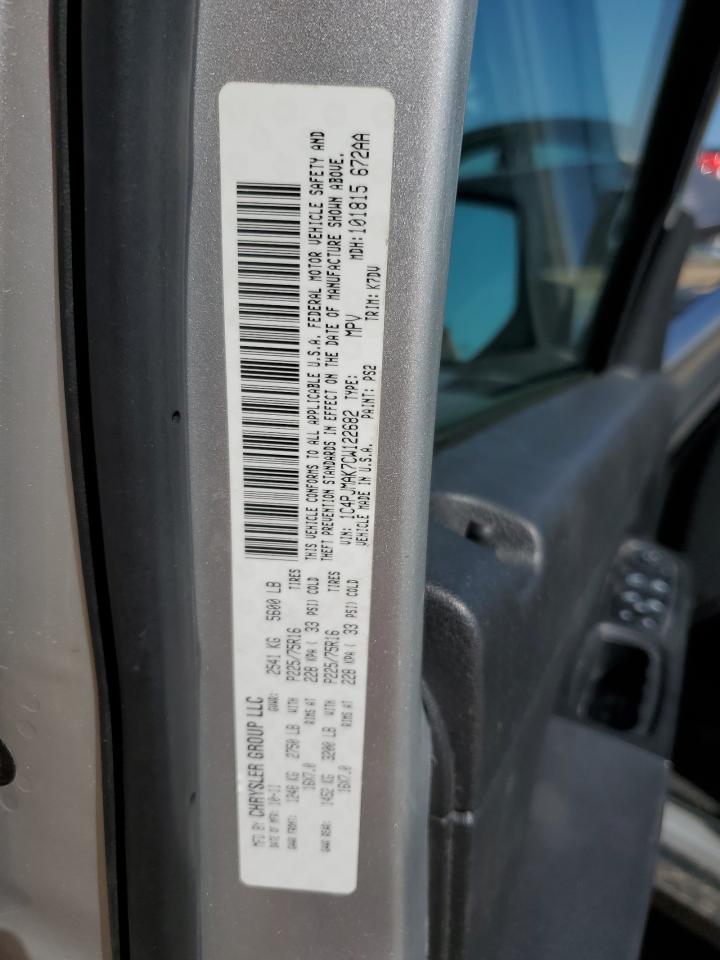 MFD BY CHRYSLER GROUP LLC
DATE OF MFR: 10-11 GVWR: 2541 KG 5600 LB
GAWR FRONT: 1248 KG 2750 LB WITH P225/75R16 TIRES
16X7.0 RIMS AT 228 KPA ( 33 PSI) COLD
GAWR REAR: 1452 KG 3200 LB WITH P225/75R16 TIRES
16X7.0 RIMS AT 228 KPA ( 33 PSI) COLD
THIS VEHICLE CONFORMS TO ALL APPLICABLE U.S.A. FEDERAL MOTOR VEHICLE SAFETY AND
THEFT PREVENTION STANDARDS IN EFFECT ON THE DATE OF MANUFACTURE SHOWN ABOVE.
VIN: 1C4PJMAK7CW122682 TYPE: MPV MDH: 101815 672AA
VEHICLE MADE IN U.S.A. PAINT: PS2 TRIM: K7DV